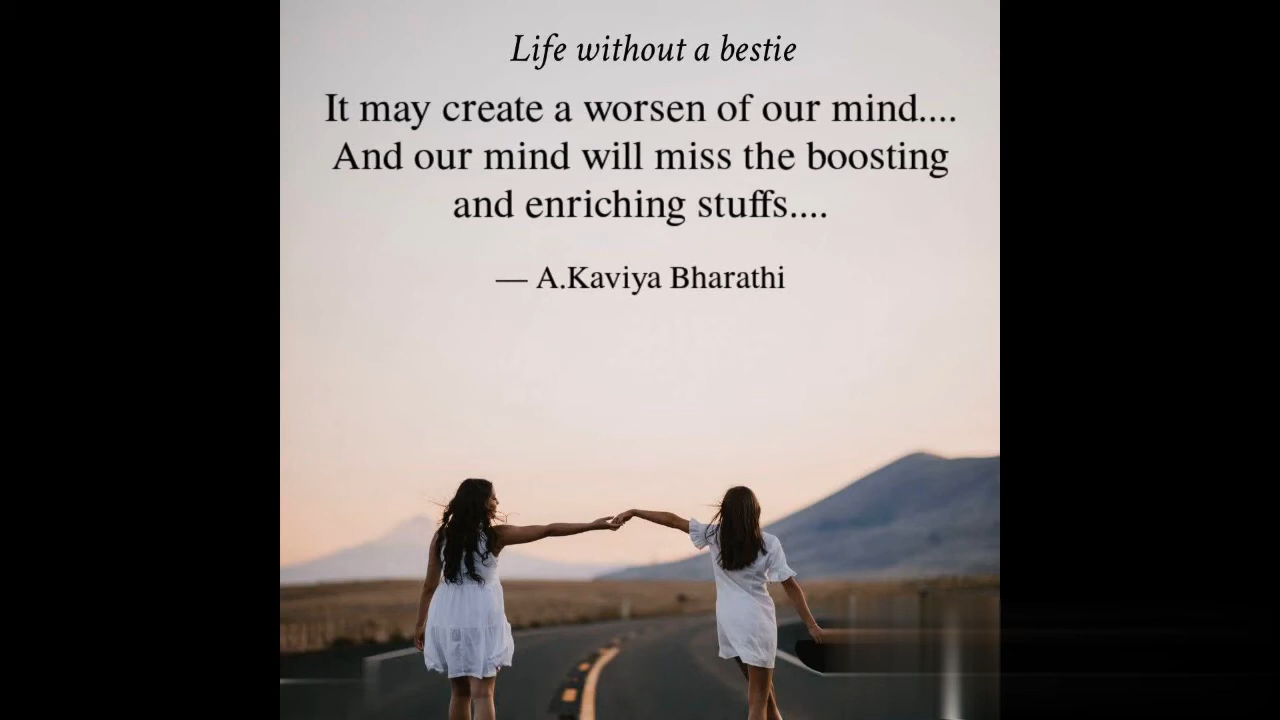 Life without a bestie
It may create a worsen of our mind....
And our mind will miss the boosting
and enriching stuffs....
— A.Kaviya Bharathi